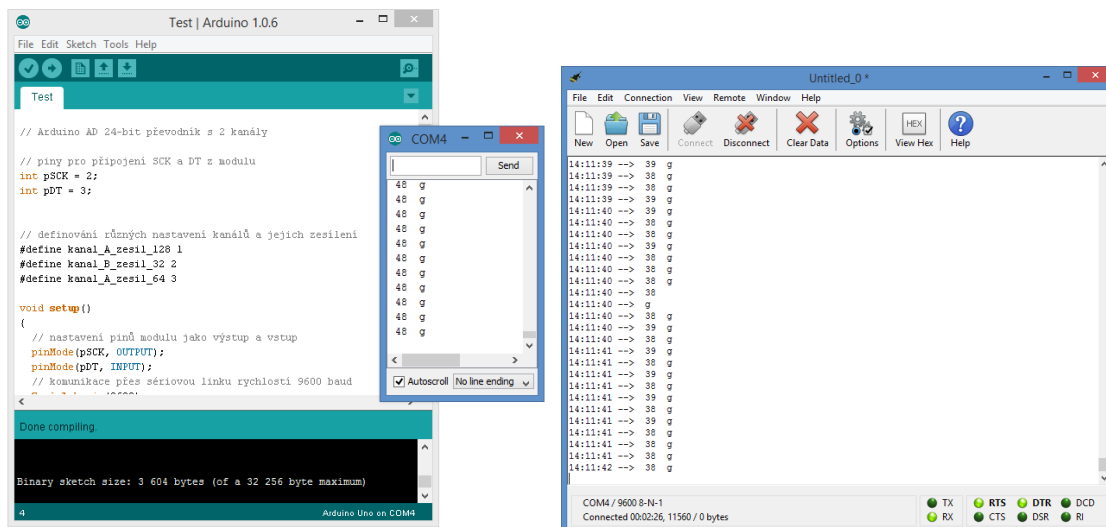 Test | Arduino 1.0.6
File Edit Sketch Tools Help
Test
// Arduino AD 24-bit převodník s 2 kanály
// piny pro připojení SCK a DT z modulu
int pSCK = 2;
int pDT = 3;
// definování různých nastavení kanálů a jejich zesílení
#define kanal_A_zesil_128 1
#define kanal_B_zesil_32 2
#define kanal_A_zesil_64 3
void setup()
{
// nastavení pinů modulu jako výstup a vstup
pinMode(pSCK, OUTPUT);
pinMode(pDT, INPUT);
// komunikace přes sériovou linku rychlostí 9600 baud
Done compiling.
Binary sketch size: 3 604 bytes (of a 32 256 byte maximum)
4
Arduino Uno on COM4
COM4
Send
48 g
48 g
48 g
48 g
48 g
48 g
48 g
48 g
48 g
48 g
48 g
Autoscroll No line ending
Untitled_0 *
File Edit Connection View Remote Window Help
HEX
New Open Save Connect Disconnect Clear Data Options View Hex Help
14:11:39 --> 39 g
14:11:39 --> 38 g
14:11:39 --> 38 g
14:11:39 --> 39 g
14:11:40 --> 39 g
14:11:40 --> 38 g
14:11:40 --> 38 g
14:11:40 --> 39 g
14:11:40 --> 38 g
14:11:40 --> 39 g
14:11:40 --> 38 g
14:11:40 --> 38
14:11:40 --> g
14:11:40 --> 38 g
14:11:40 --> 39 g
14:11:40 --> 38 g
14:11:41 --> 39 g
14:11:41 --> 38 g
14:11:41 --> 39 g
14:11:41 --> 38 g
14:11:41 --> 39 g
14:11:41 --> 39 g
14:11:41 --> 39 g
14:11:41 --> 38 g
14:11:41 --> 38 g
14:11:41 --> 38 g
14:11:42 --> 38 g
COM4 / 9600 8-N-1
Connected 00:02:26, 11560 / 0 bytes
TX RTS DTR DCD
RX CTS DSR RI